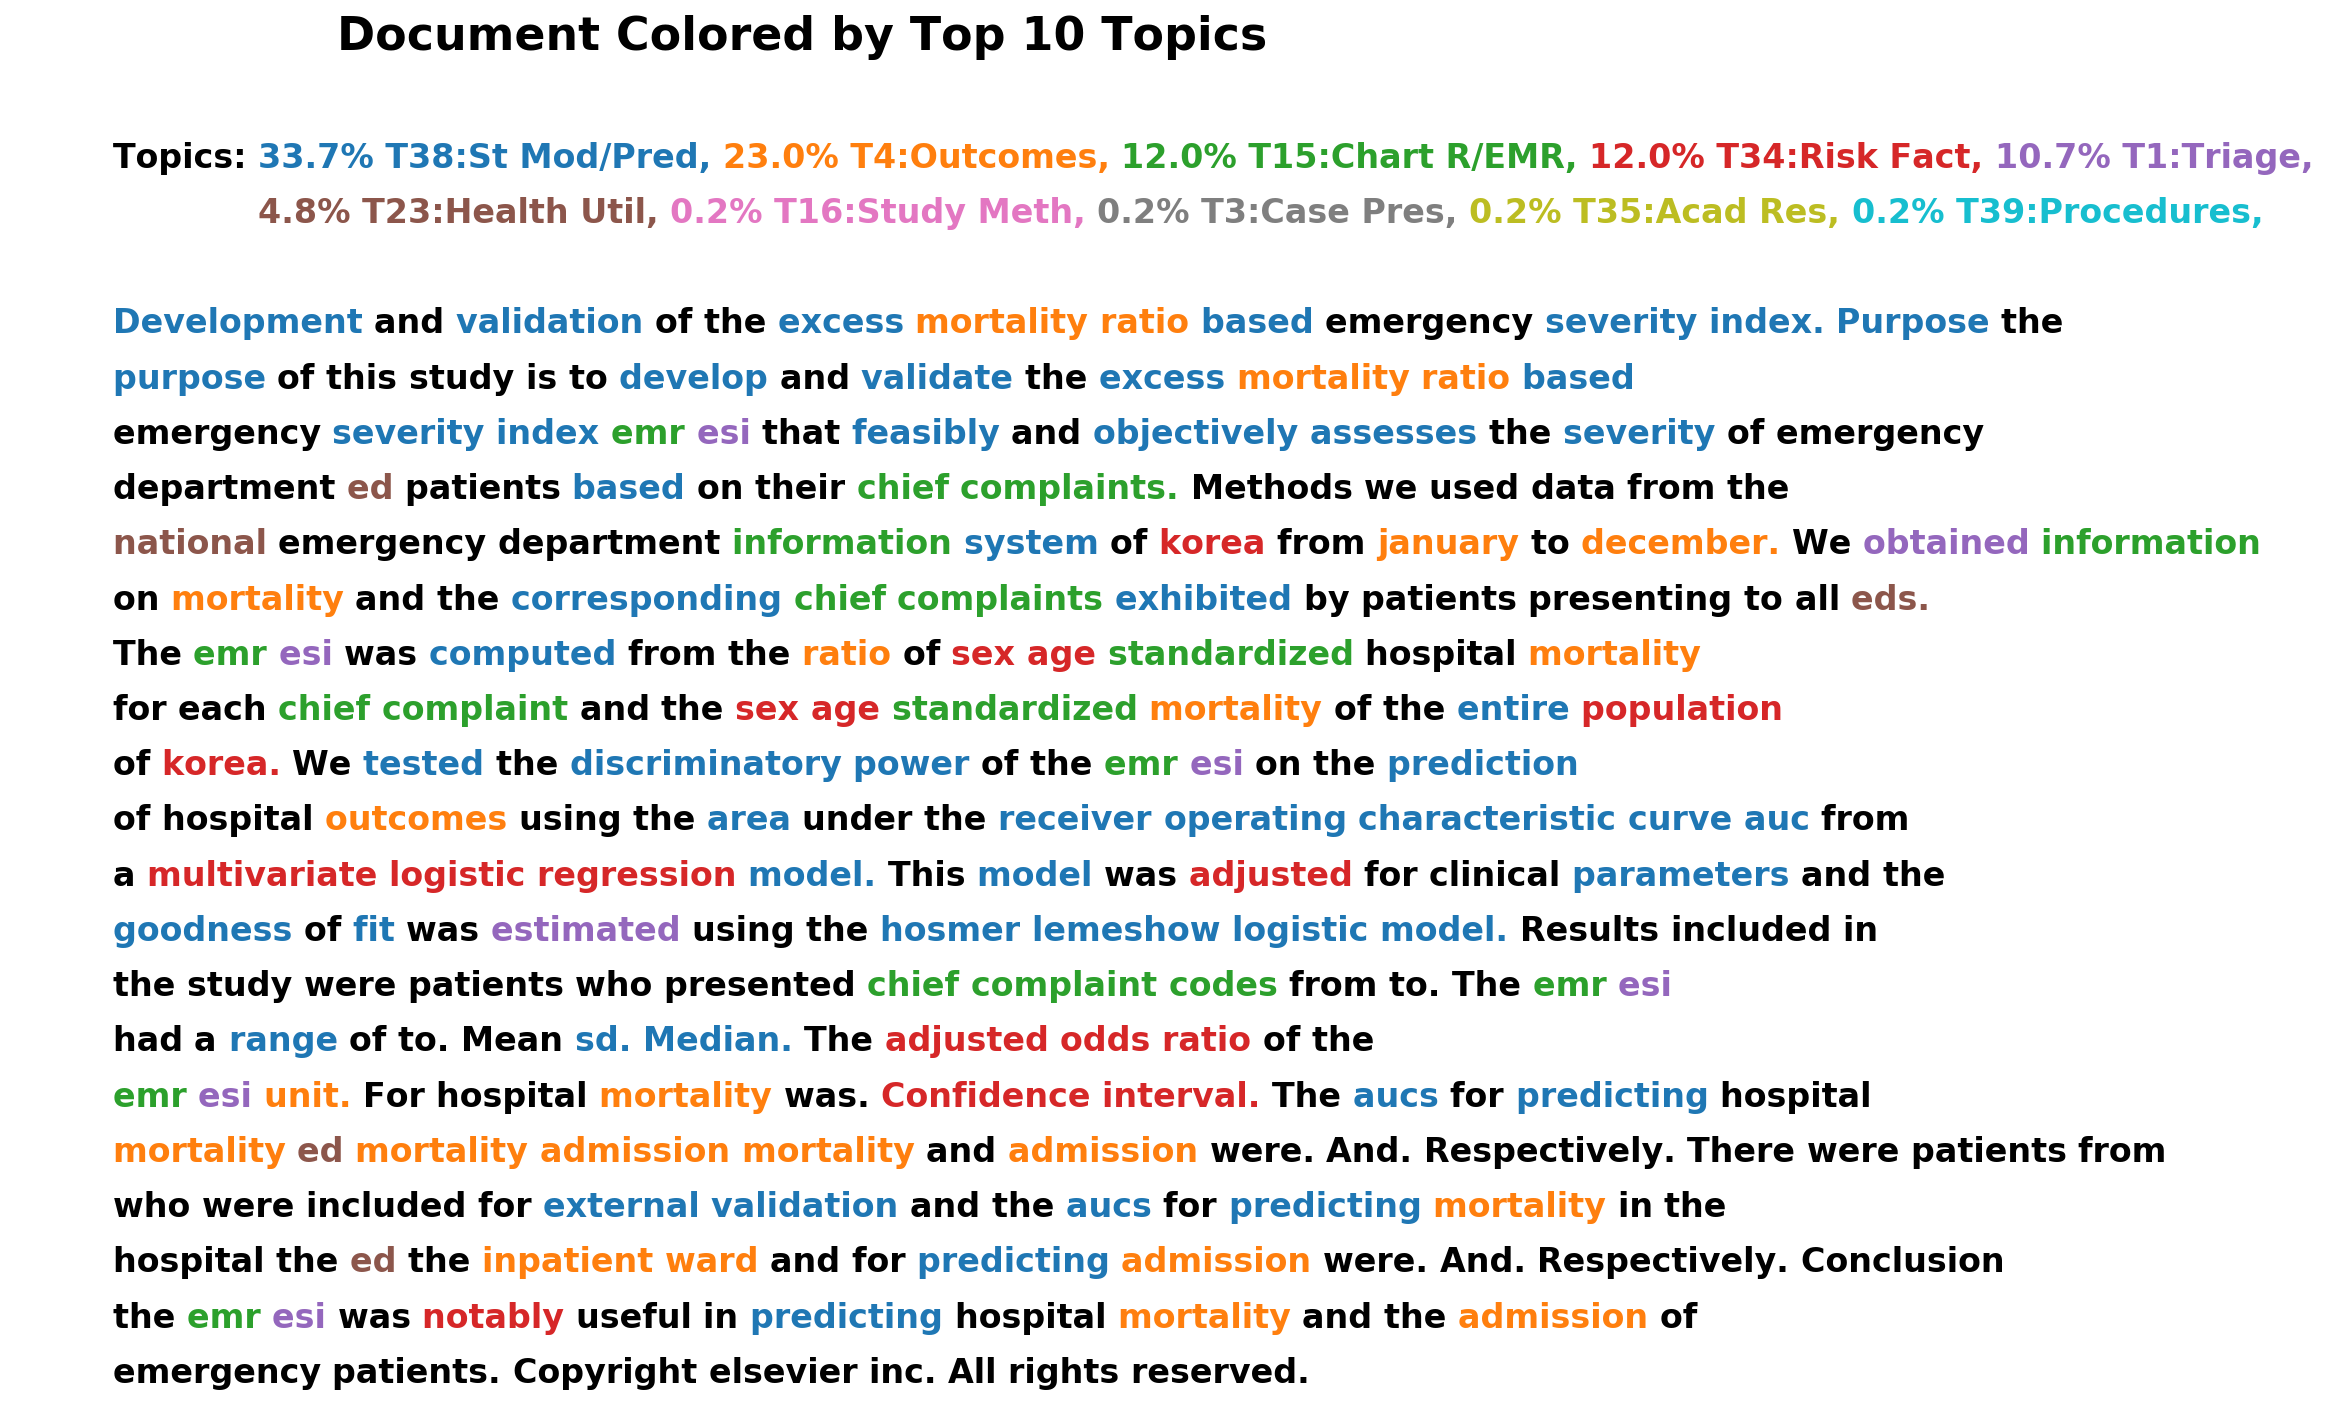 Document Colored by Top 10 Topics
Topics: 33.7% T38:St Mod/Pred, 23.0% T4:Outcomes, 12.0% T15:Chart R/EMR, 12.0% T34:Risk Fact, 10.7% T1:Triage,
4.8% T23:Health Util, 0.2% T16:Study Meth, 0.2% T3:Case Pres, 0.2% T35:Acad Res, 0.2% T39:Procedures,
Development and validation of the excess mortality ratio based emergency severity index. Purpose the
purpose of this study is to develop and validate the excess mortality ratio based
emergency severity index emr esi that feasibly and objectively assesses the severity of emergency
department ed patients based on their chief complaints. Methods we used data from the
national emergency department information system of korea from january to december. We obtained information
on mortality and the corresponding chief complaints exhibited by patients presenting to all eds.
The emr esi was computed from the ratio of sex age standardized hospital mortality
for each chief complaint and the sex age standardized mortality of the entire population
of korea. We tested the discriminatory power of the emr esi on the prediction
of hospital outcomes using the area under the receiver operating characteristic curve auc from
a multivariate logistic regression model. This model was adjusted for clinical parameters and the
goodness of fit was estimated using the hosmer lemeshow logistic model. Results included in
the study were patients who presented chief complaint codes from to. The emr esi
had a range of to. Mean sd. Median. The adjusted odds ratio of the
emr esi unit. For hospital mortality was. Confidence interval. The aucs for predicting hospital
mortality ed mortality admission mortality and admission were. And. Respectively. There were patients from
who were included for external validation and the aucs for predicting mortality in the
hospital the ed the inpatient ward and for predicting admission were. And. Respectively. Conclusion
the emr esi was notably useful in predicting hospital mortality and the admission of
emergency patients. Copyright elsevier inc. All rights reserved.